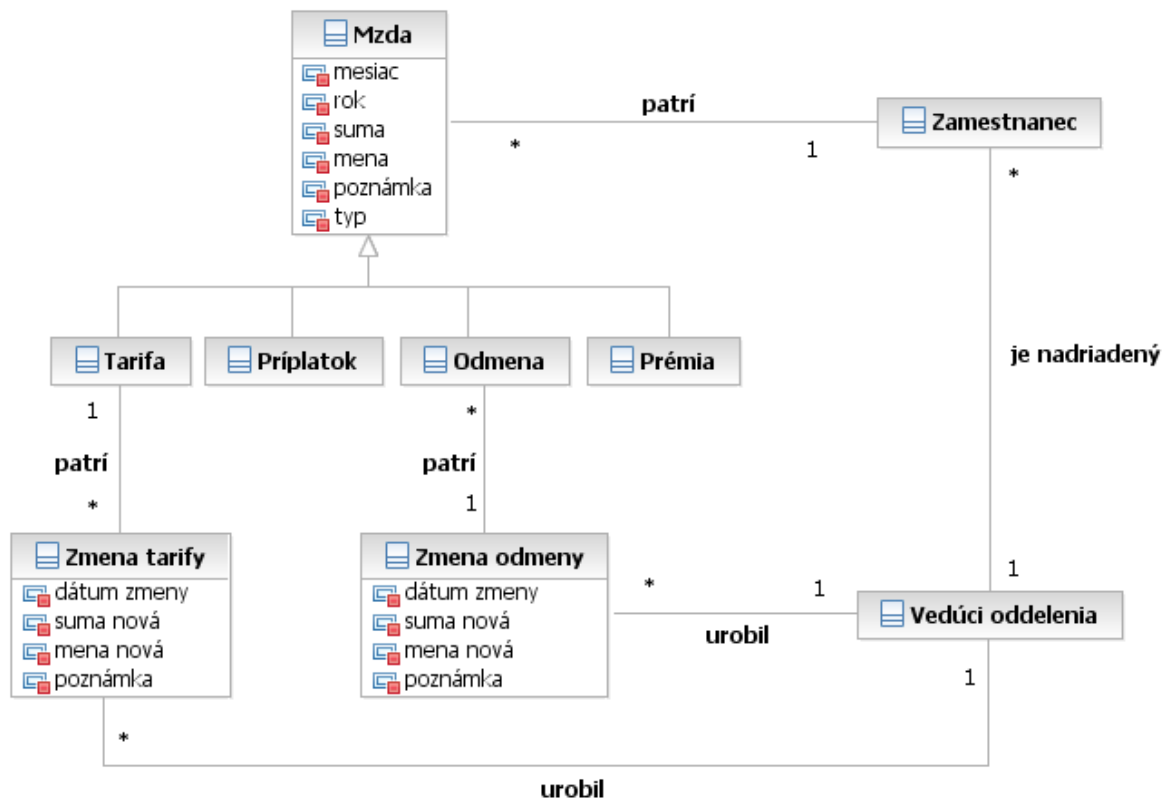 Mzda
mesiac
rok
suma
mena
poznámka
typ
patrí
*
1
Zamestnanec
*
je nadriadený
1
Tarifa
Príplatok
Odmena
Prémia
1
patrí
*
*
patrí
1
Zmena tarify
dátum zmeny
suma nová
mena nová
poznámka
Zmena odmeny
dátum zmeny
suma nová
mena nová
poznámka
*
1
urobil
Vedúci oddelenia
1
*
urobil